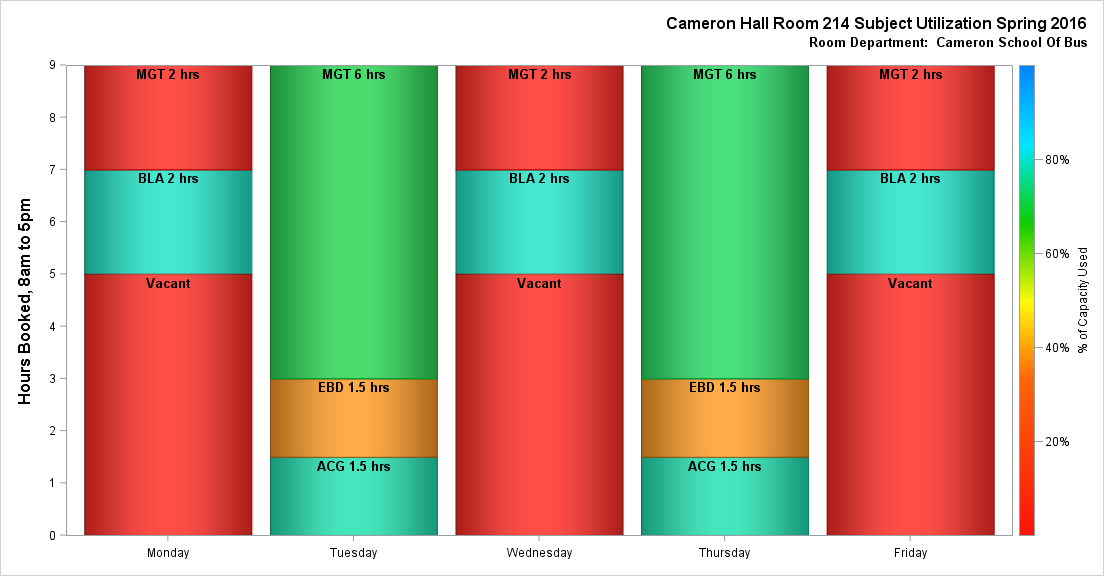 Cameron Hall Room 214 Subject Utilization Spring 2016
Room Department:  Cameron School Of Bus
Hours Booked, 8am to 5pm
9
8
7
6
5
4
3
2
1
0
MGT 2 hrs
BLA 2 hrs
Vacant
MGT 6 hrs
EBD 1.5 hrs
ACG 1.5 hrs
MGT 2 hrs
BLA 2 hrs
Vacant
MGT 6 hrs
EBD 1.5 hrs
ACG 1.5 hrs
MGT 2 hrs
BLA 2 hrs
Vacant
Monday
Tuesday
Wednesday
Thursday
Friday
80%
60%
40%
20%
% of Capacity Used